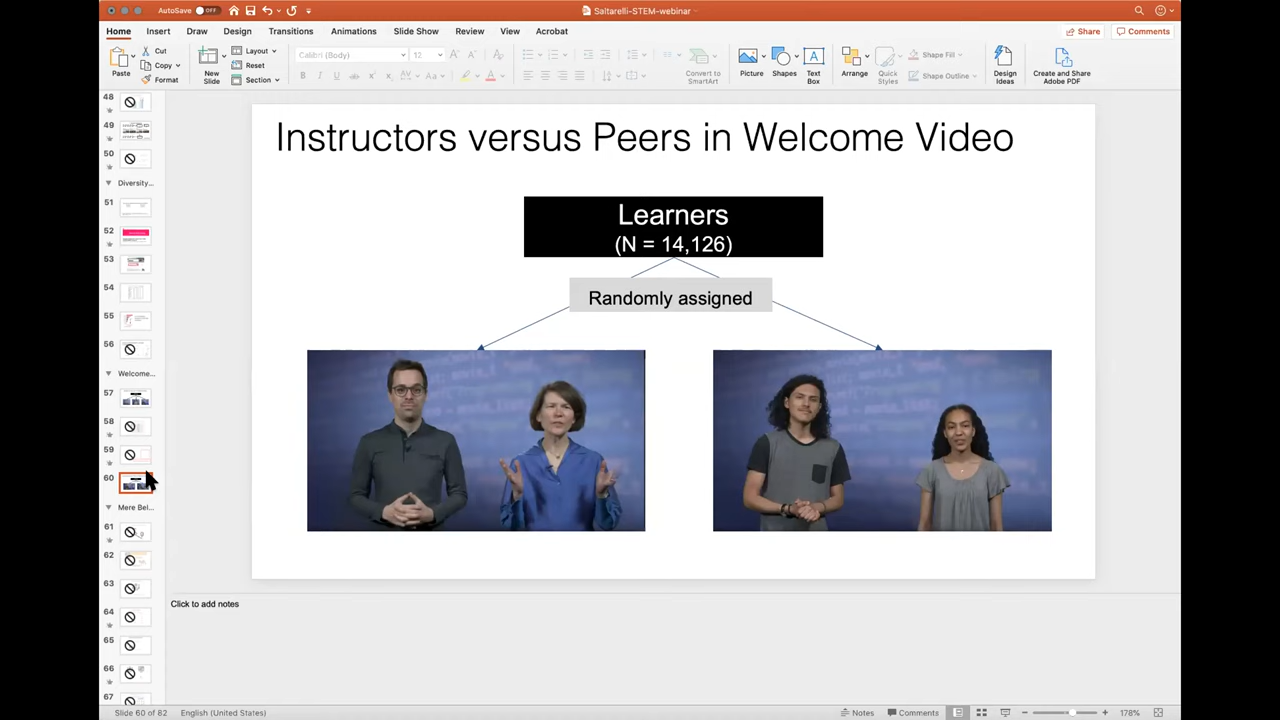 AutoSave OFF
Saltarelli-STEM-webinar
Home Insert Draw Design Transitions Animations Slide Show Review View Acrobat
Share Comments
Paste
Cut
Copy
Format
New
Slide
Layout
Reset
Section
Calibri (Body) 12
Convert to
SmartArt
Picture
Shapes
Text
Box
Arrange
Quick
Styles
Shape Fill
Shape Outline
Design
Ideas
Create and Share
Adobe PDF
48
49
50
Diversity...
51
52
53
54
55
56
Welcome...
57
58
59
60
Mere Bel...
61
62
63
64
65
66
67
Instructors versus Peers in Welcome Video
Learners
(N = 14,126)
Randomly assigned
Click to add notes
Slide 60 of 82 English (United States)
Notes Comments 178%